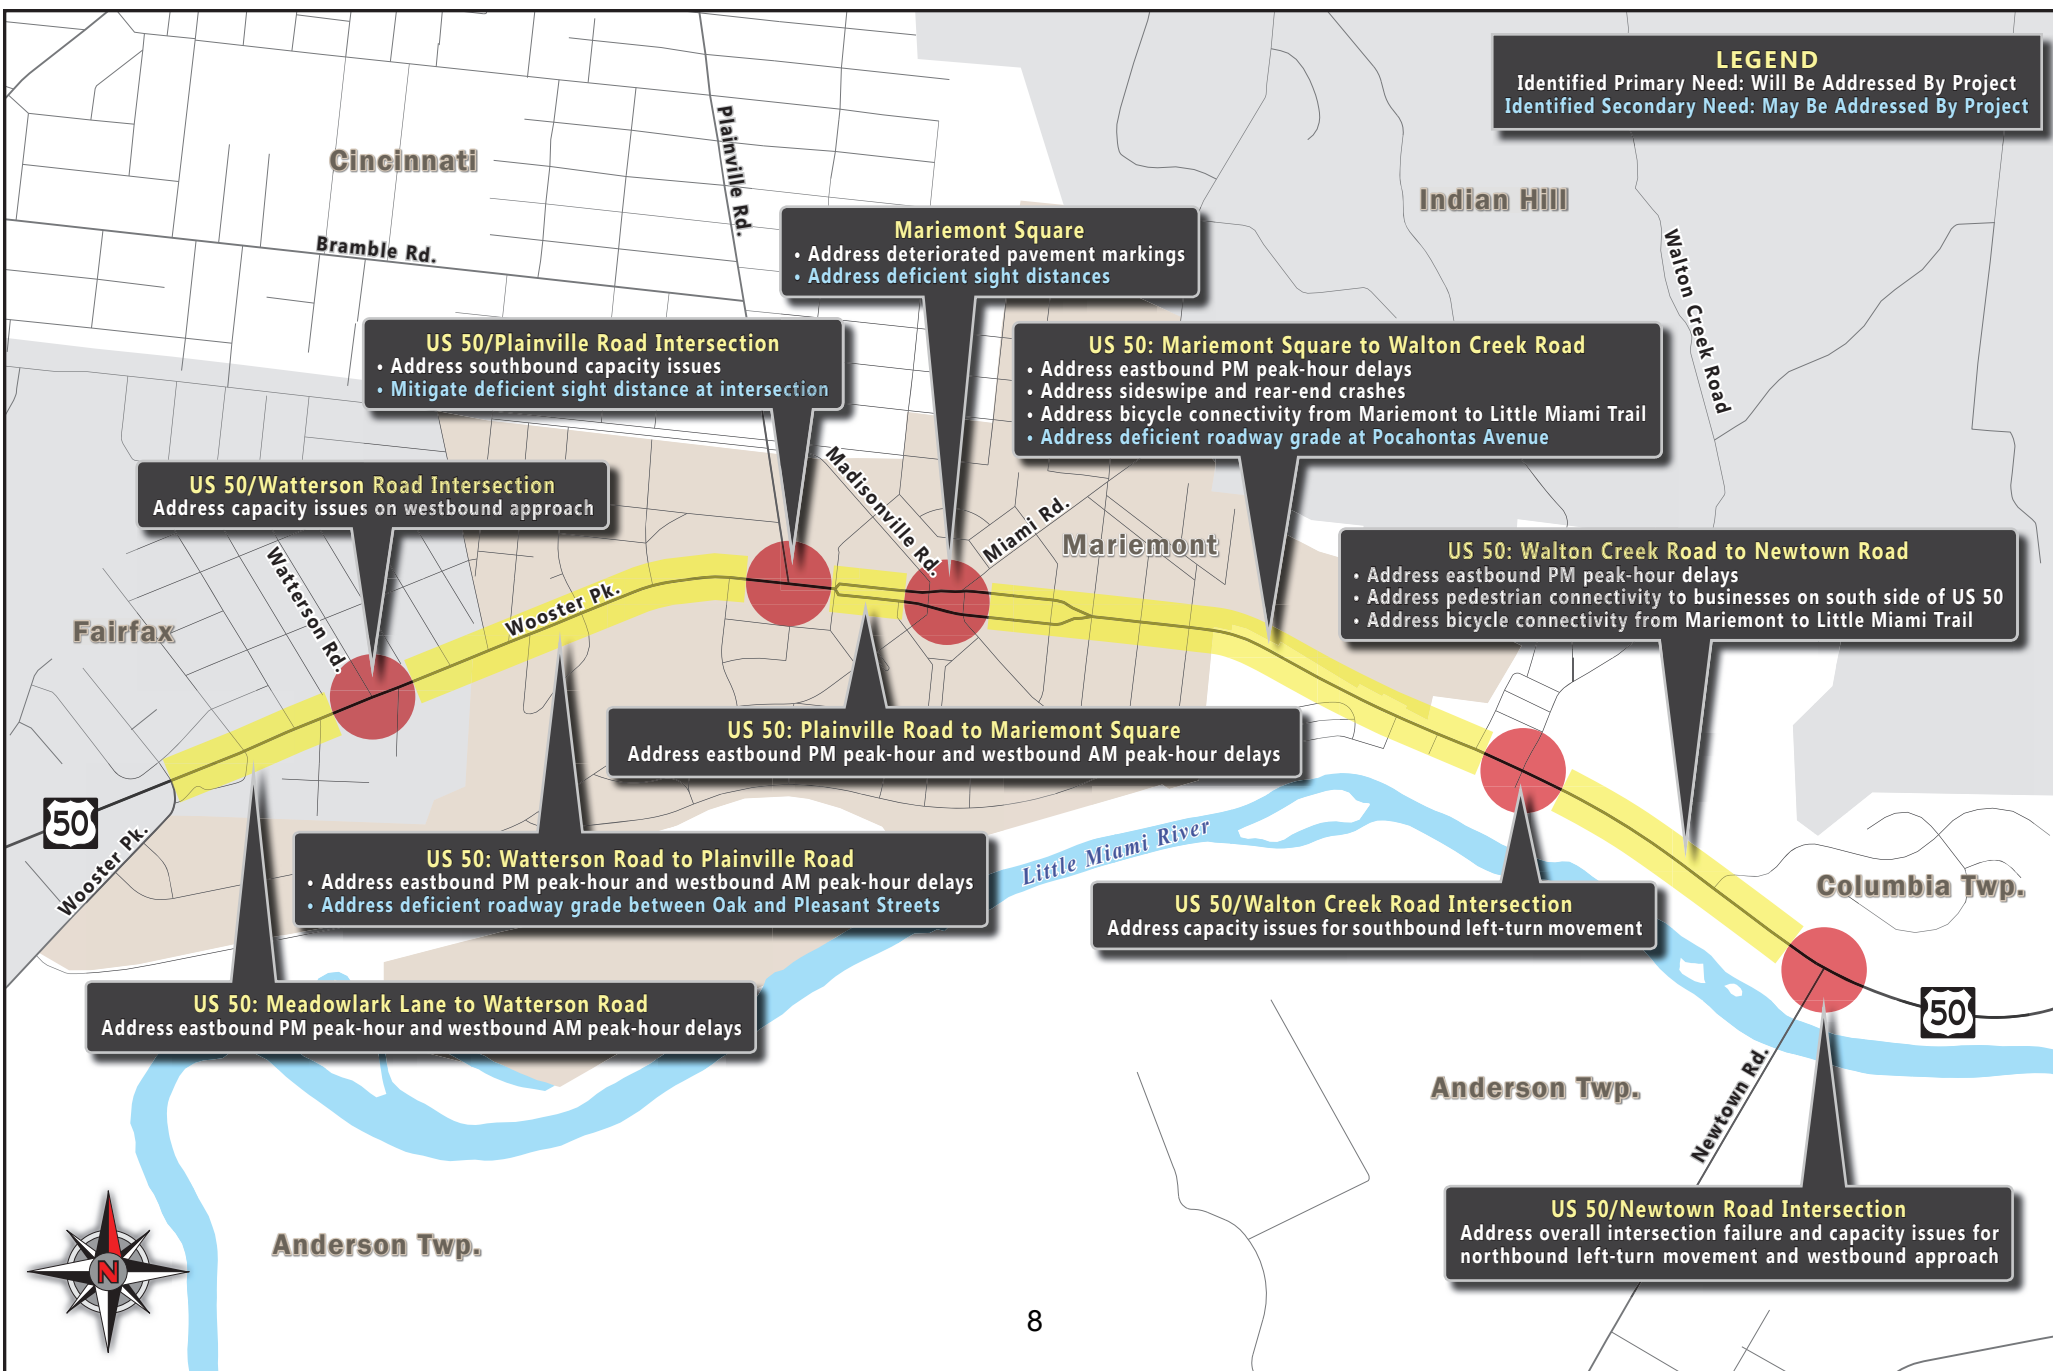 LEGEND
Identified Primary Need: Will Be Addressed By Project
Identified Secondary Need: May Be Addressed By Project
Cincinnati
Plainville Rd.
Bramble Rd.
Indian Hill
Walton Creek Road
Mariemont Square
• Address deteriorated pavement markings
• Address deficient sight distances
US 50/Plainville Road Intersection
• Address southbound capacity issues
• Mitigate deficient sight distance at intersection
US 50: Mariemont Square to Walton Creek Road
• Address eastbound PM peak-hour delays
• Address sideswipe and rear-end crashes
• Address bicycle connectivity from Mariemont to Little Miami Trail
• Address deficient roadway grade at Pocahontas Avenue
US 50/Watterson Road Intersection
Address capacity issues on westbound approach
Madisonville Rd.
Miami Rd.
Mariemont
US 50: Walton Creek Road to Newtown Road
• Address eastbound PM peak-hour delays
• Address pedestrian connectivity to businesses on south side of US 50
• Address bicycle connectivity from Mariemont to Little Miami Trail
Watterson Rd.
Fairfax
Wooster Pk.
US 50: Plainville Road to Mariemont Square
Address eastbound PM peak-hour and westbound AM peak-hour delays
50
Wooster Pk.
US 50: Watterson Road to Plainville Road
• Address eastbound PM peak-hour and westbound AM peak-hour delays
• Address deficient roadway grade between Oak and Pleasant Streets
Little Miami River
US 50/Walton Creek Road Intersection
Address capacity issues for southbound left-turn movement
Columbia Twp.
US 50: Meadowlark Lane to Watterson Road
Address eastbound PM peak-hour and westbound AM peak-hour delays
50
Anderson Twp.
Newtown Rd.
US 50/Newtown Road Intersection
Address overall intersection failure and capacity issues for
northbound left-turn movement and westbound approach
Anderson Twp.
N
8